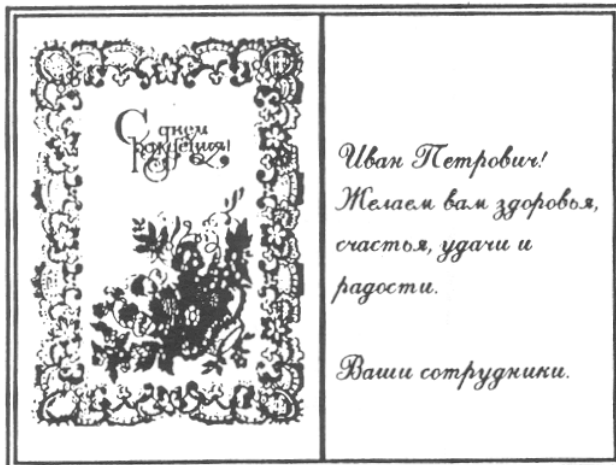 С днем
рождения!
Иван Петрович!
Желаем вам здоровья,
счастья, удачи и
радости.
Ваши сотрудники.